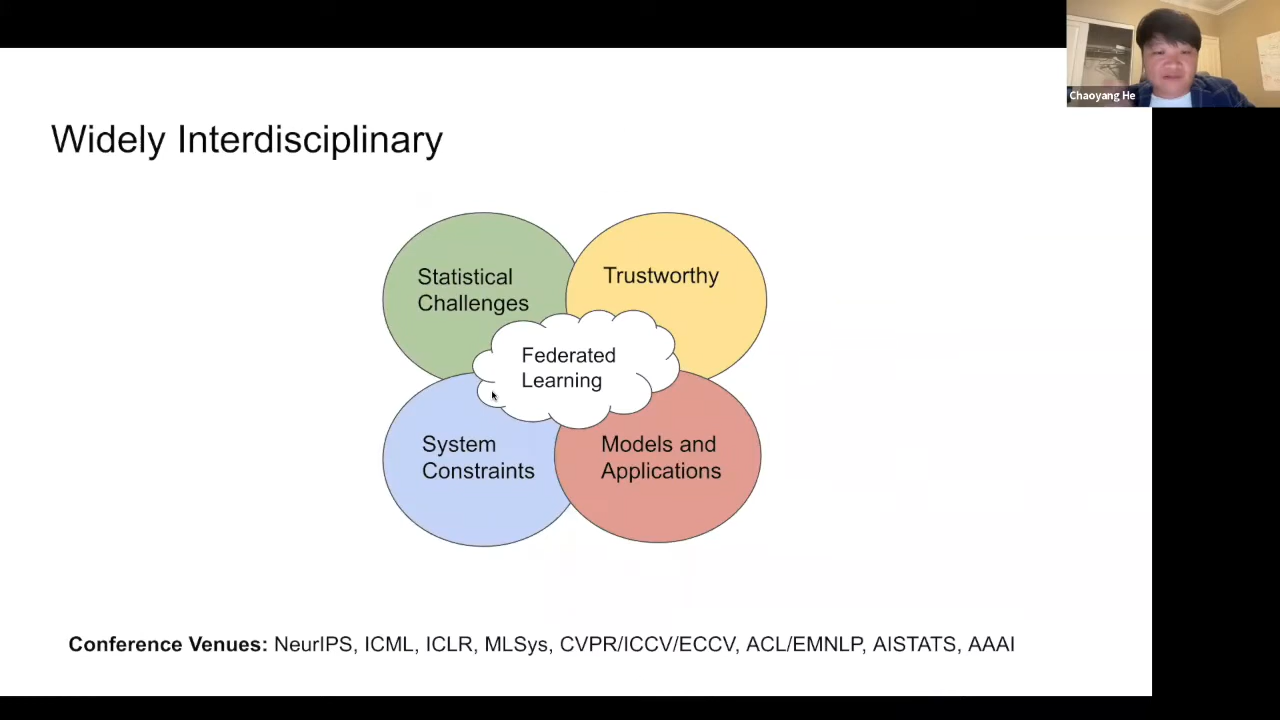 Chaoyang He
Widely Interdisciplinary
Statistical
Challenges
Trustworthy
Federated
Learning
System
Constraints
Models and
Applications
Conference Venues: NeurIPS, ICML, ICLR, MLSys, CVPR/ICCV/ECCV, ACL/EMNLP, AISTATS, AAAI